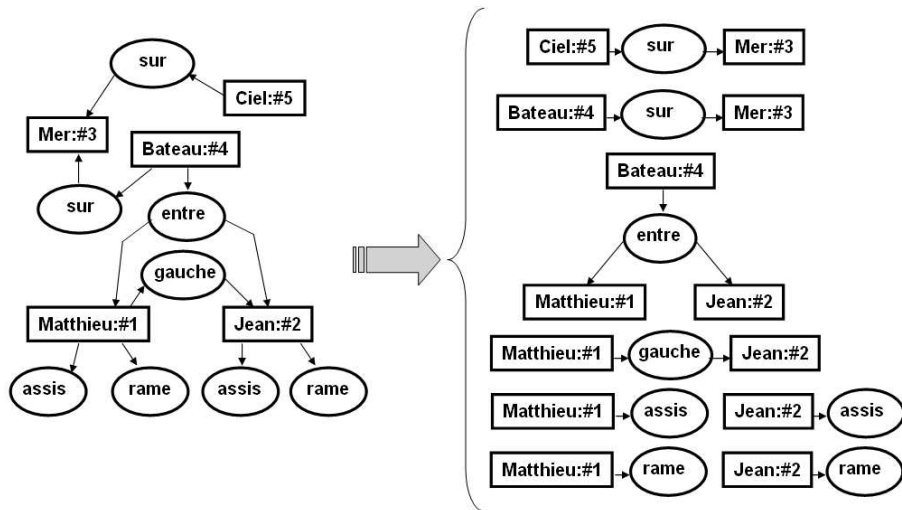 sur
Ciel:#5
Mer:#3
Bateau:#4
sur
entre
gauche
Matthieu:#1
Jean:#2
assis
rame
assis
rame
Ciel:#5
sur
Mer:#3
Bateau:#4
sur
Mer:#3
Bateau:#4
entre
Matthieu:#1
Jean:#2
Matthieu:#1
gauche
Jean:#2
Matthieu:#1
assis
Jean:#2
assis
Matthieu:#1
rame
Jean:#2
rame